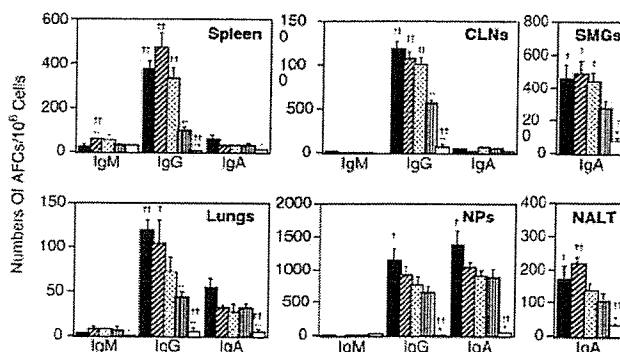 Numbers Of AFCs/10⁶ Cells
600
400
200
0
Spleen
IgM
IgG
IgA
150
100
50
0
CLNs
IgM
IgG
IgA
600
400
20
0
SMGs
IgA
150
100
50
0
Lungs
IgM
IgG
IgA
1500
1000
500
0
NPs
IgM
IgG
IgA
400
300
200
100
0
NALT
IgA